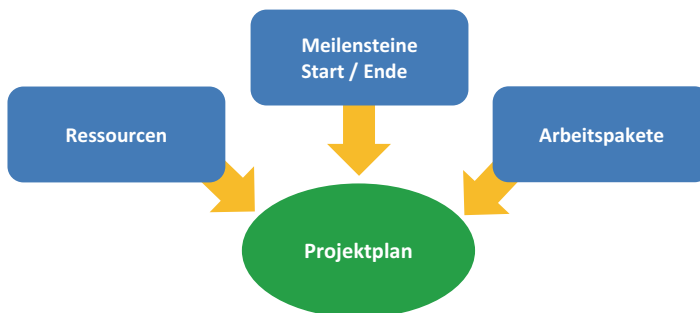 Meilensteine
Start / Ende
Ressourcen
Arbeitspakete
Projektplan